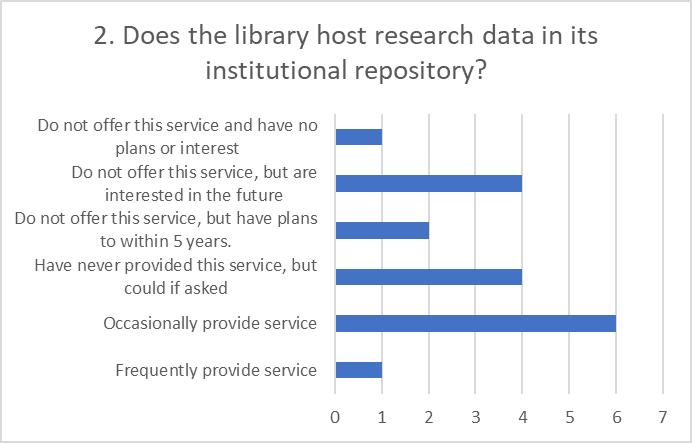 2. Does the library host research data in its
institutional repository?
Do not offer this service and have no
plans or interest
Do not offer this service, but are
interested in the future
Do not offer this service, but have plans
to within 5 years.
Have never provided this service, but
could if asked
Occasionally provide service
Frequently provide service
0 1 2 3 4 5 6 7